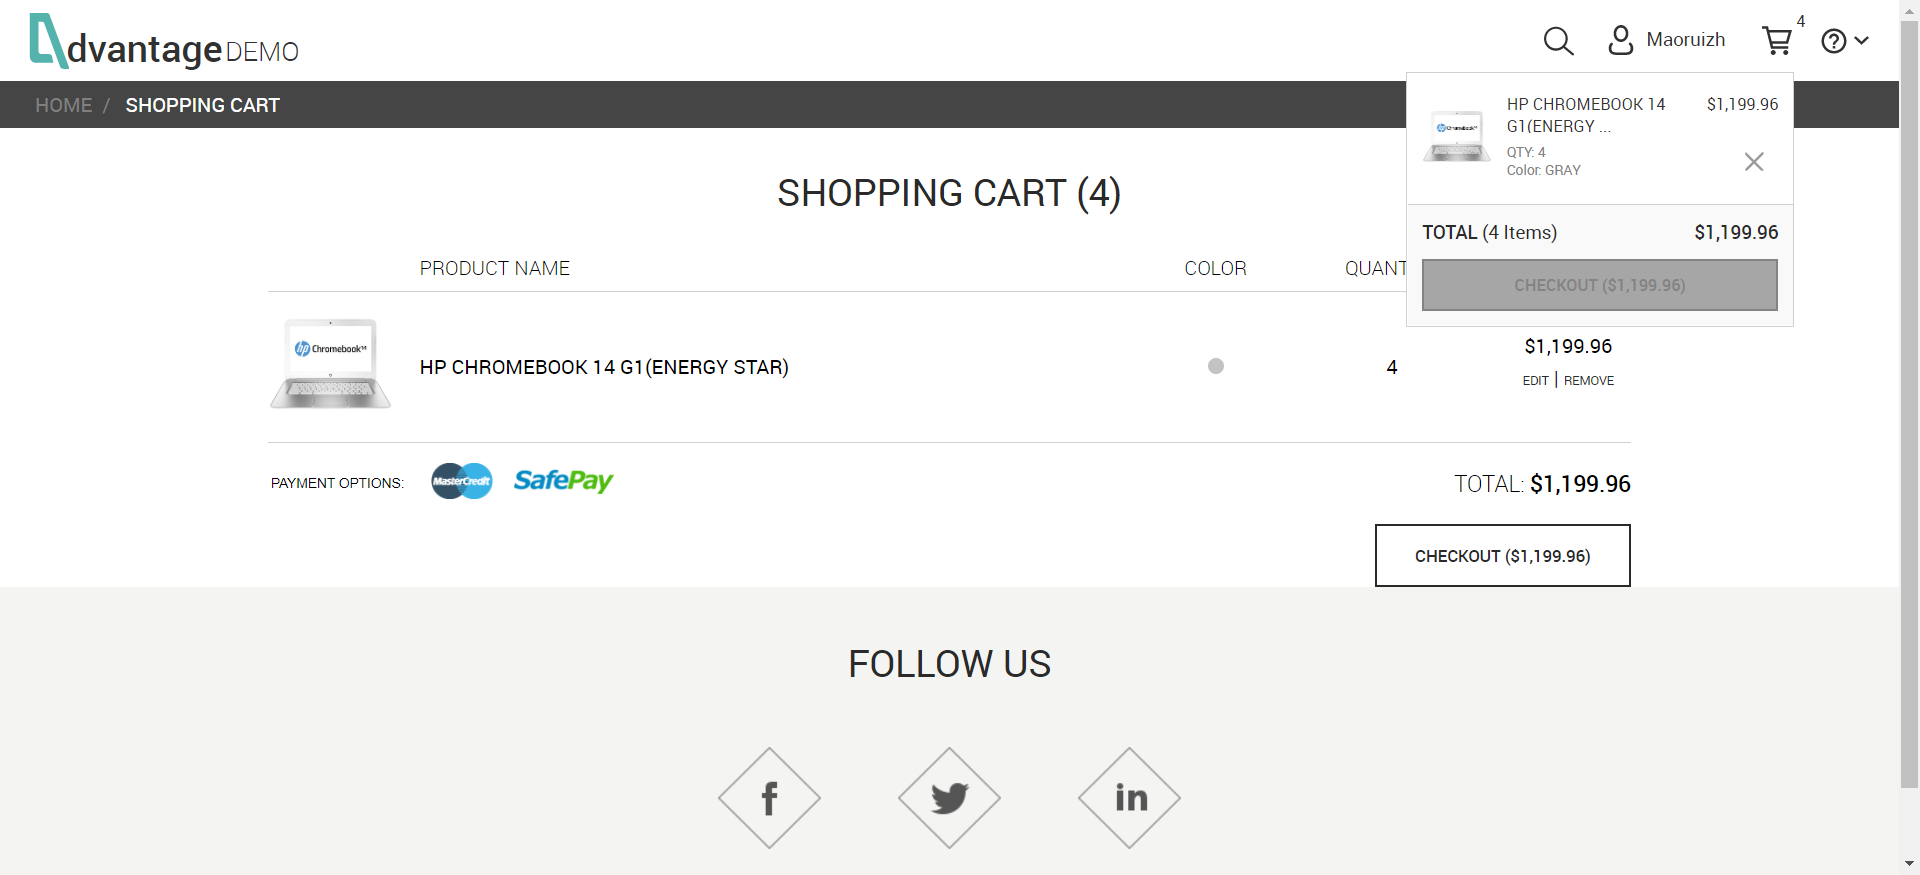 dvantage DEMO
Maoruizh
4
HOME / SHOPPING CART
HP CHROMEBOOK 14
G1(ENERGY ...
$1,199.96
QTY: 4
Color: GRAY
TOTAL (4 Items)
$1,199.96
CHECKOUT ($1,199.96)
SHOPPING CART (4)
PRODUCT NAME
COLOR
QUANT
hp Chromebook¹⁴
HP CHROMEBOOK 14 G1(ENERGY STAR)
4
$1,199.96
EDIT | REMOVE
PAYMENT OPTIONS:
MasterCredit
SafePay
TOTAL: $1,199.96
CHECKOUT ($1,199.96)
FOLLOW US
f
in